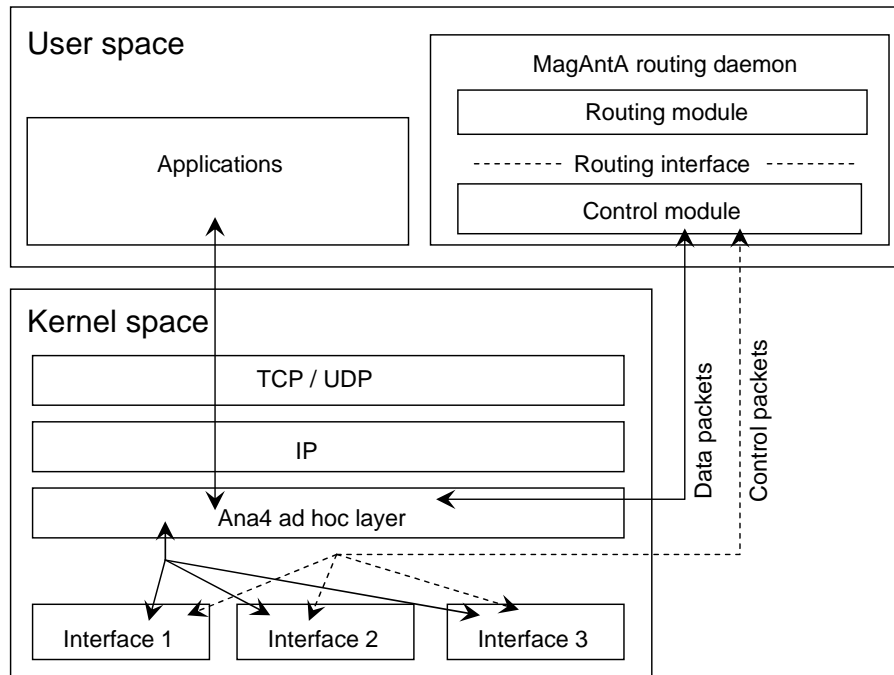 User space
MagAntA routing daemon
Routing module
Applications
Routing interface
Control module
Kernel space
TCP / UDP
IP
Ana4 ad hoc layer
Data packets
Control packets
Interface 1
Interface 2
Interface 3